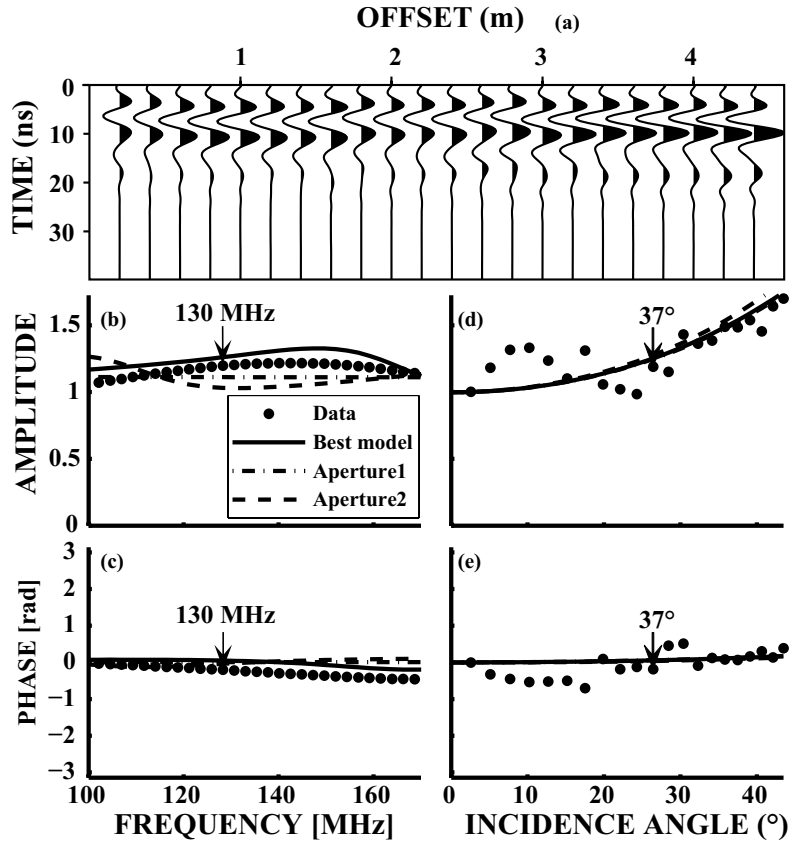 OFFSET (m) (a)
1 2 3 4
TIME (ns)
0
10
20
30
AMPLITUDE
1.5
1
0.5
0
(b)
130 MHz
Data
Best model
Aperture1
Aperture2
(d)
37°
PHASE [rad]
3
2
1
0
−1
−2
−3
(c)
130 MHz
(e)
37°
100 120 140 160
FREQUENCY [MHz]
0 10 20 30 40
INCIDENCE ANGLE (°)